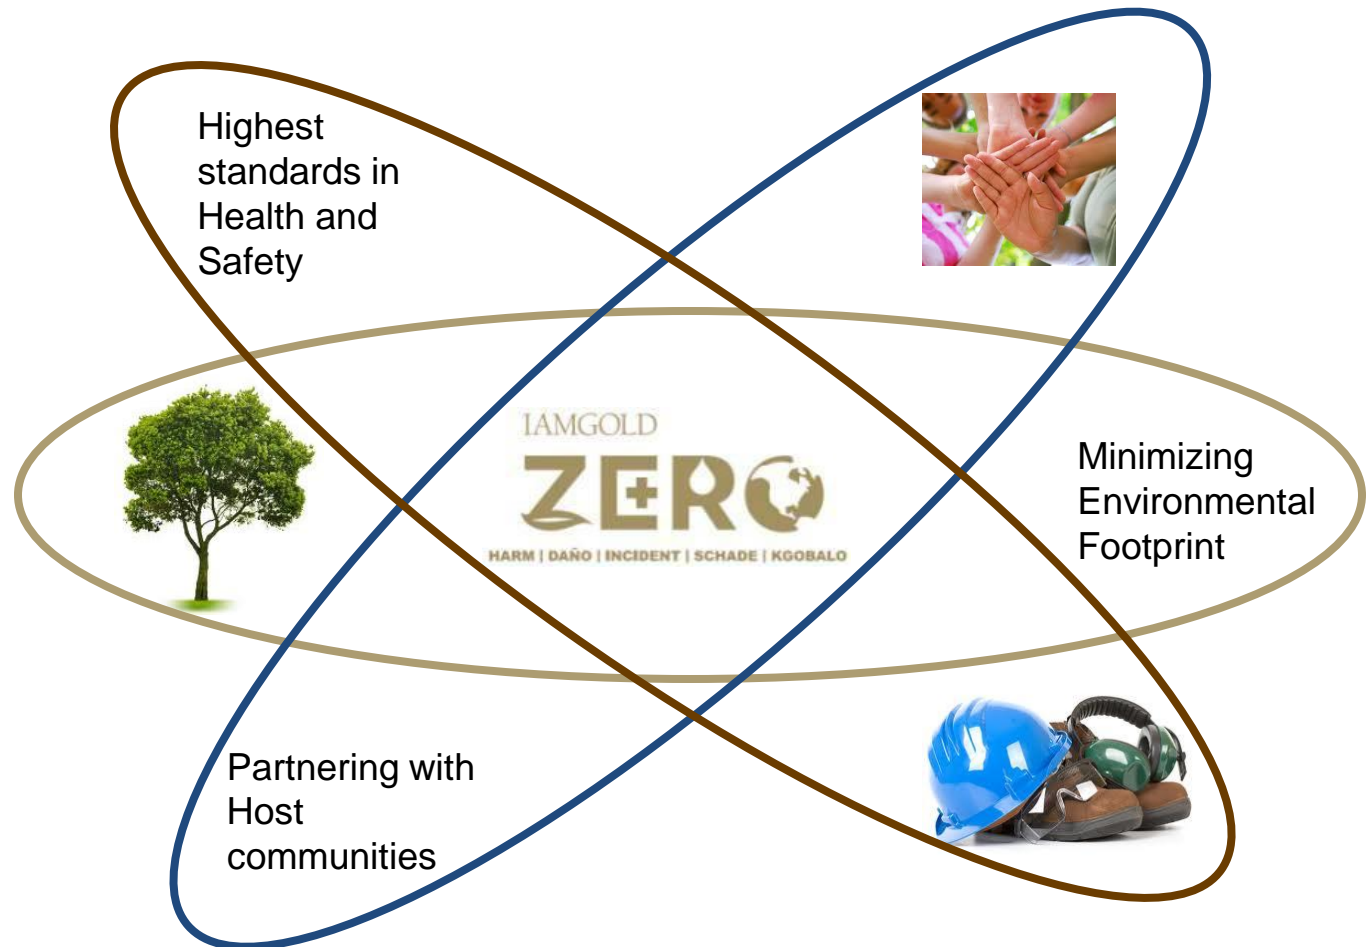 Highest
standards in
Health and
Safety
IAMGOLD
ZERO
HARM | DAÑO | INCIDENT | SCHADE | KGOBALO
Minimizing
Environmental
Footprint
Partnering with
Host
communities